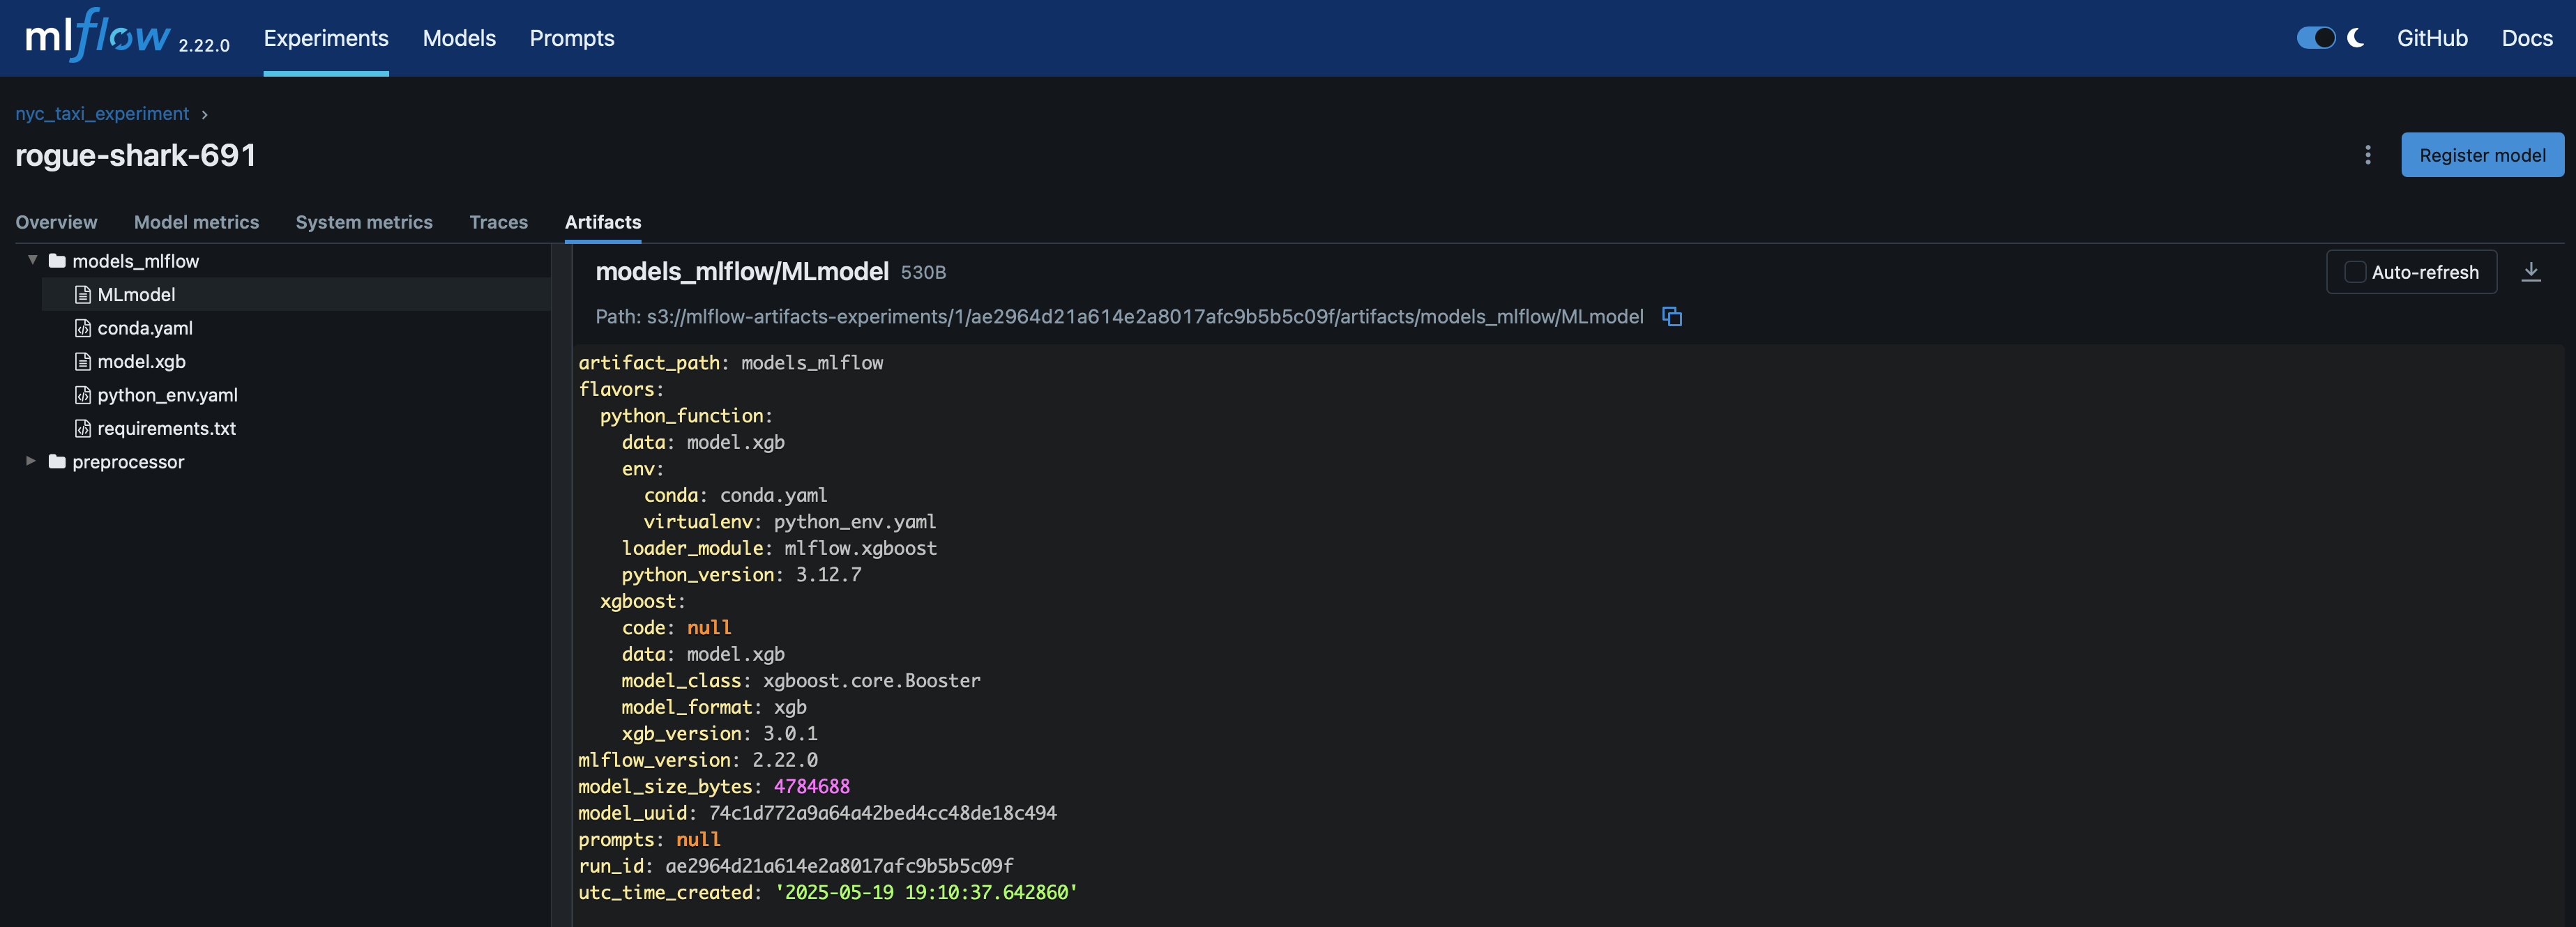 mlflow 2.22.0 Experiments Models Prompts GitHub Docs
nyc_taxi_experiment
rogue-shark-691
Register model
Overview Model metrics System metrics Traces Artifacts
models_mlflow
MLmodel
conda.yaml
model.xgb
python_env.yaml
requirements.txt
preprocessor
models_mlflow/MLmodel 530B
Auto-refresh
Path: s3://mlflow-artifacts-experiments/1/ae2964d21a614e2a8017afc9b5b5c09f/artifacts/models_mlflow/MLmodel
artifact_path: models_mlflow
flavors:
  python_function:
    data: model.xgb
    env:
      conda: conda.yaml
      virtualenv: python_env.yaml
    loader_module: mlflow.xgboost
    python_version: 3.12.7
  xgboost:
    code: null
    data: model.xgb
    model_class: xgboost.core.Booster
    model_format: xgb
    xgb_version: 3.0.1
mlflow_version: 2.22.0
model_size_bytes: 4784688
model_uuid: 74c1d772a9a64a42bed4cc48de18c494
prompts: null
run_id: ae2964d21a614e2a8017afc9b5b5c09f
utc_time_created: '2025-05-19 19:10:37.642860'